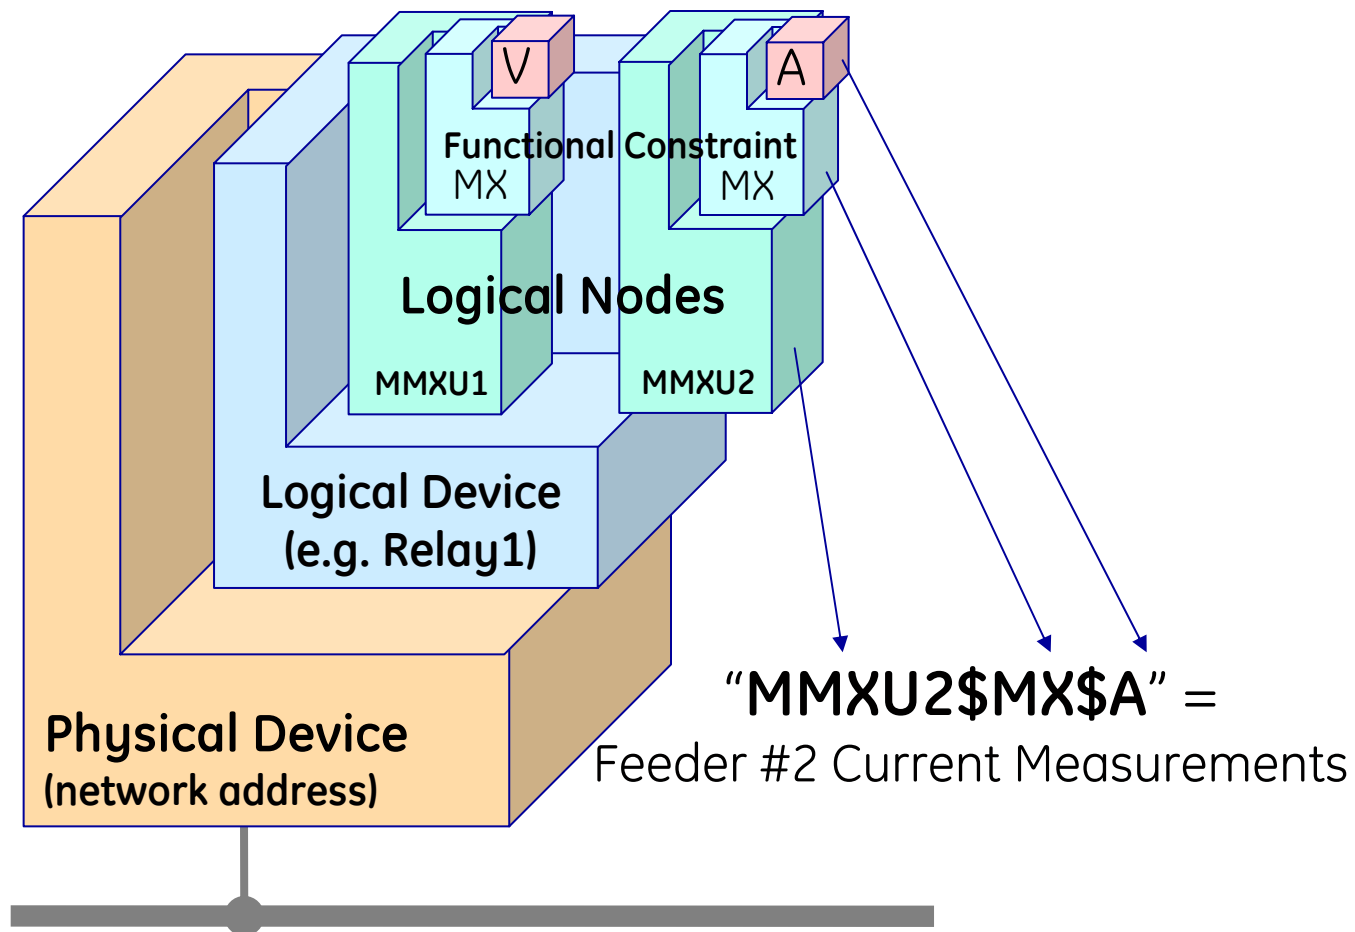 V
A
Functional Constraint
MX
MX
Logical Nodes
MMXU1
MMXU2
Logical Device
(e.g. Relay1)
“MMXU2$MX$A” =
Physical Device
Feeder #2 Current Measurements
(network address)